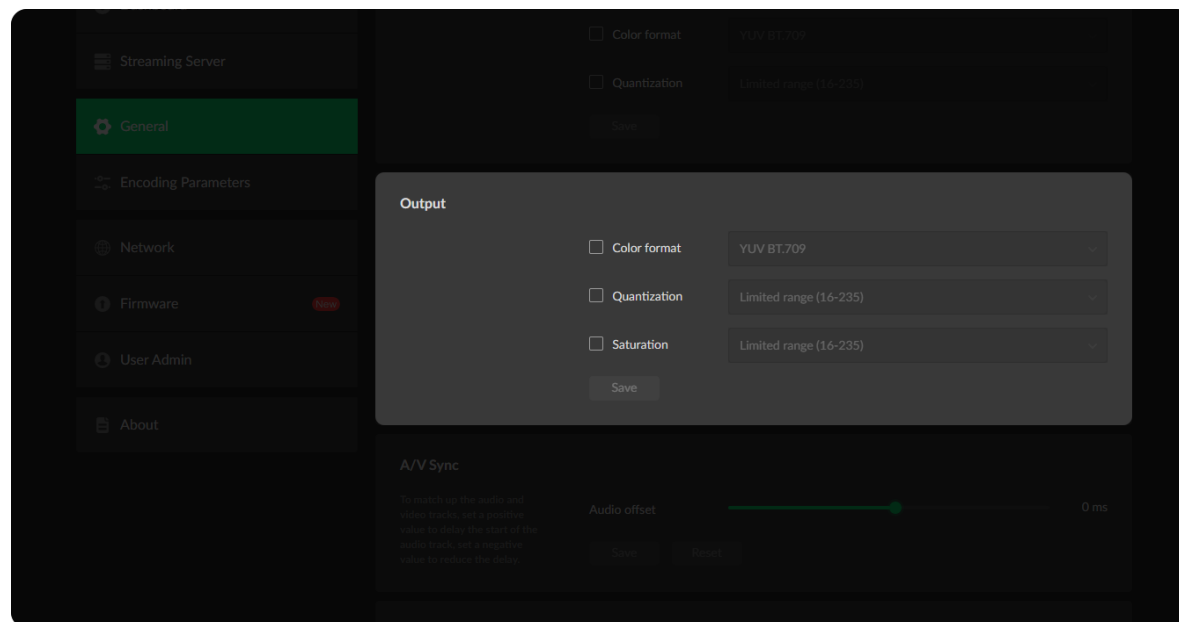 Streaming Server
General
Encoding Parameters
Network
Firmware
New
User Admin
About
Color format
YUV BT.709
Quantization
Limited range (16-235)
Save
Output
Color format
YUV BT.709
Quantization
Limited range (16-235)
Saturation
Limited range (16-235)
Save
A/V Sync
To match up the audio and
video tracks, set a positive
value to delay the start of the
audio track, set a negative
value to reduce the delay.
Audio offset
0 ms
Save
Reset